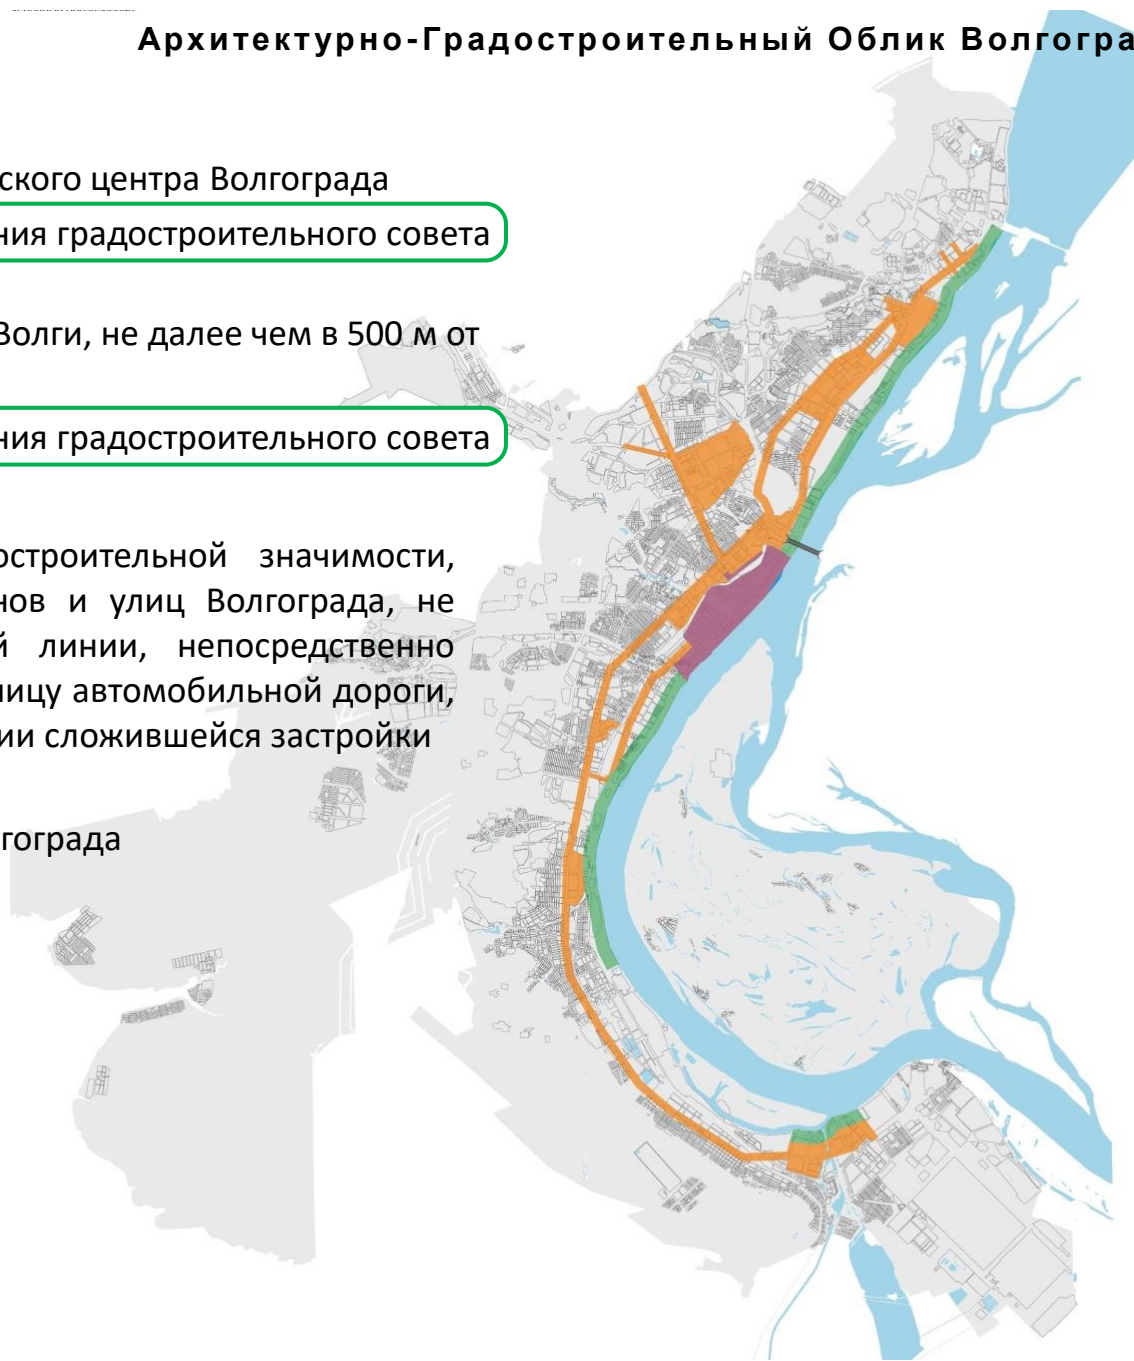 Архитектурно-Градостроительный Облик Волгогра
ского центра Волгограда
ния градостроительного совета
Волги, не далее чем в 500 м от
ния градостроительного совета
остроительной значимости,
нов и улиц Волгограда, не
й линии, непосредственно
ницу автомобильной дороги,
ии сложившейся застройки
гограда